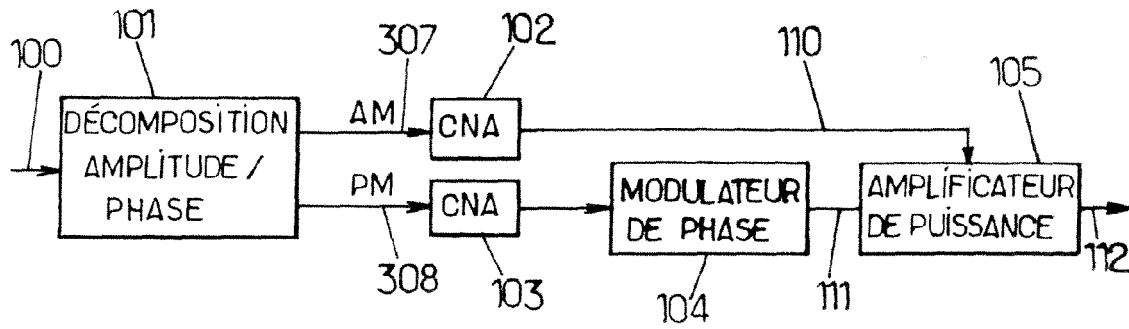 100
101
307
102
110
105
DÉCOMPOSITION
AMPLITUDE /
PHASE
AM
CNA
PM
CNA
MODULATEUR
DE PHASE
AMPLIFICATEUR
DE PUISSANCE
308
103
104
111
112